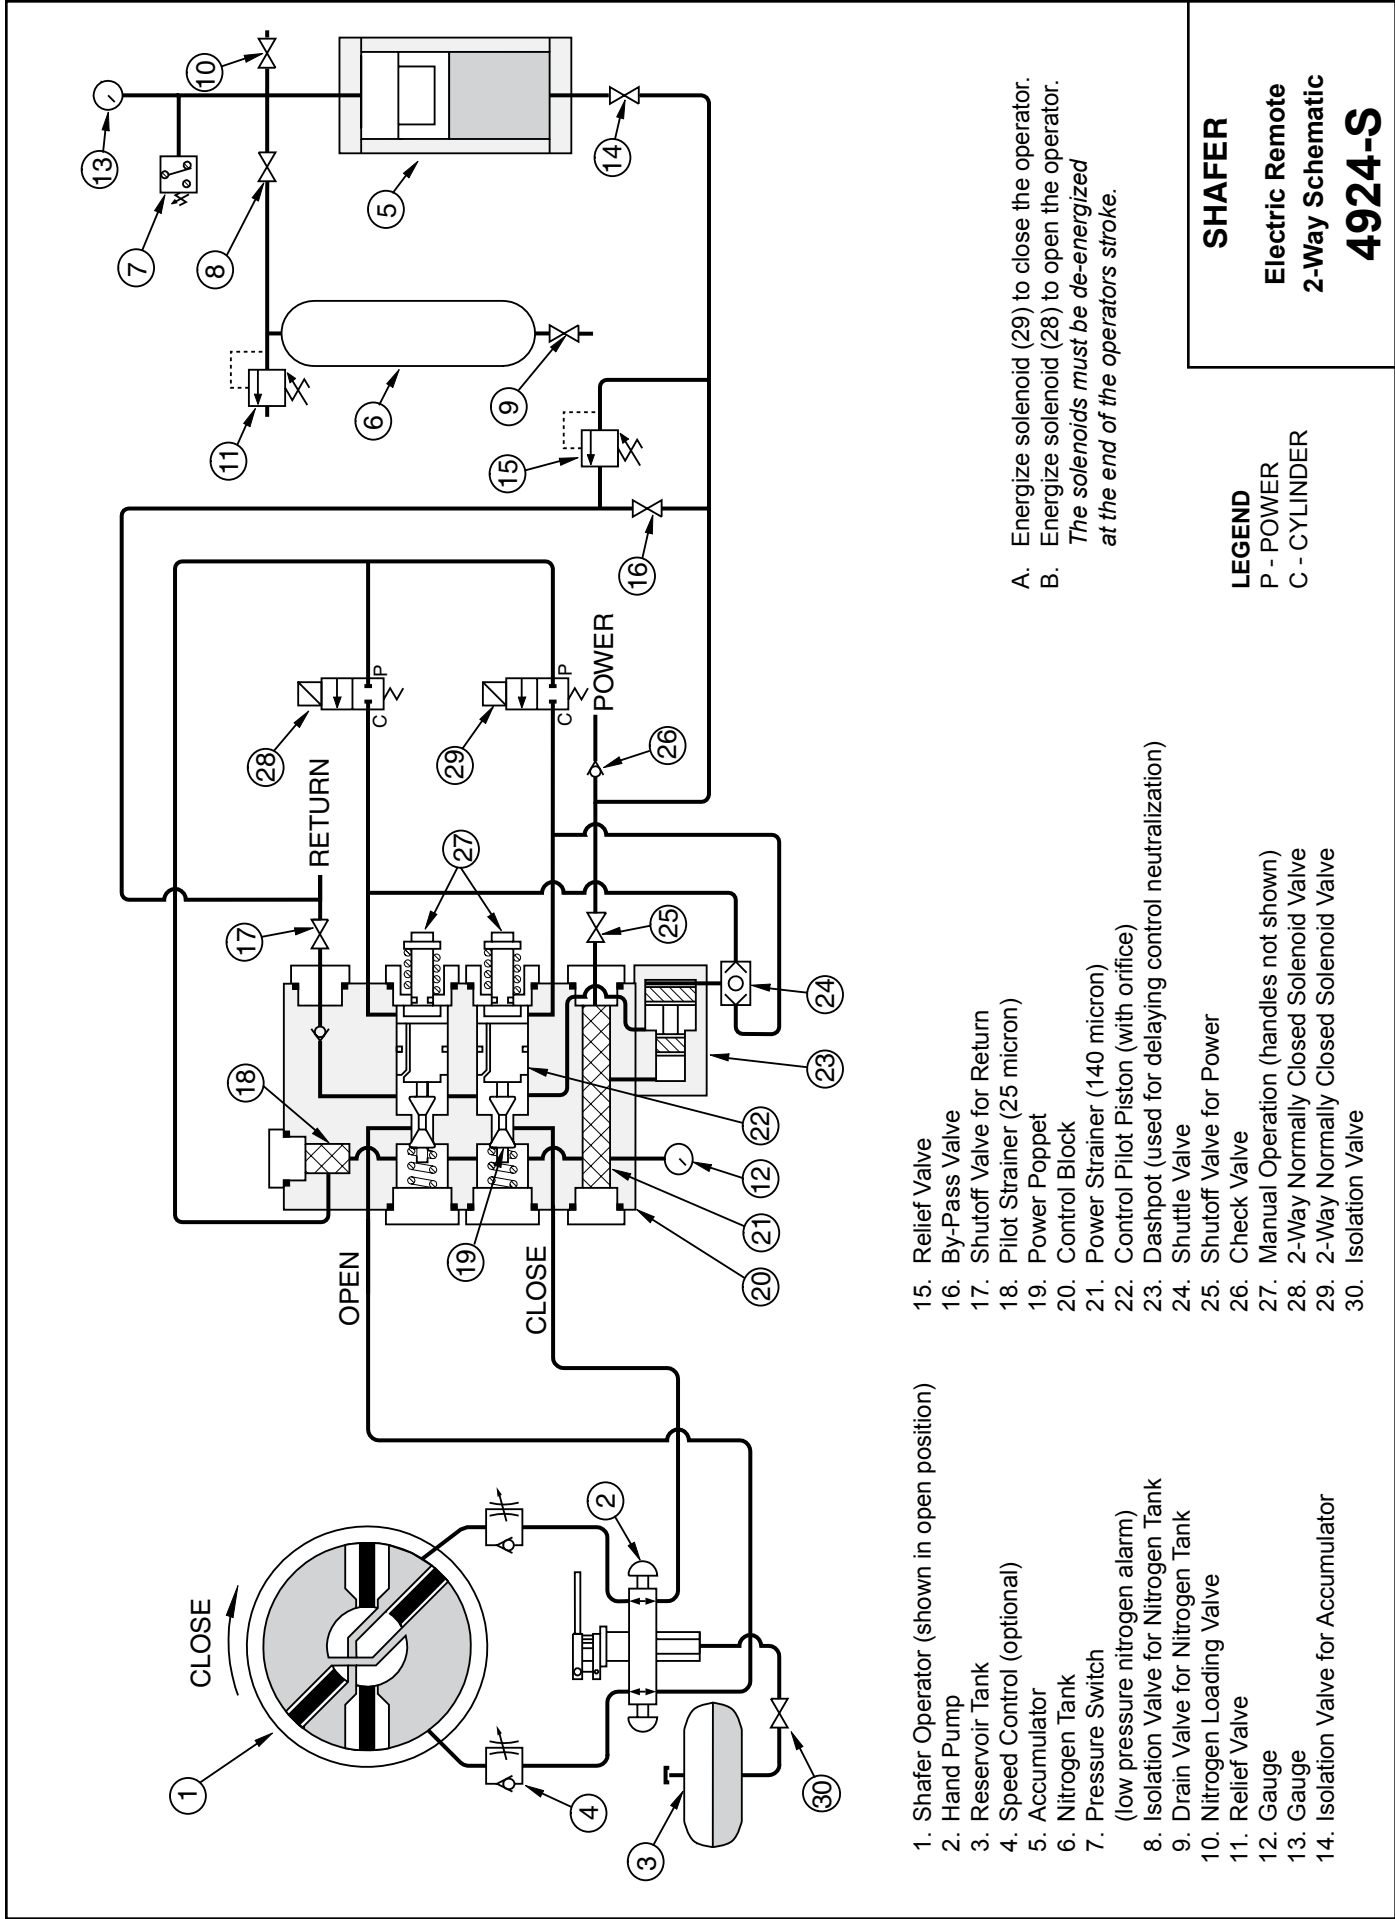 CLOSE
1
2
3
4
30
OPEN
CLOSE
RETURN
POWER
18
19
20
21
12
22
23
24
17
25
26
27
28
29
C
P
C
P
16
15
11
6
9
7
8
13
10
5
14
1. Shafer Operator (shown in open position)
2. Hand Pump
3. Reservoir Tank
4. Speed Control (optional)
5. Accumulator
6. Nitrogen Tank
7. Pressure Switch
(low pressure nitrogen alarm)
8. Isolation Valve for Nitrogen Tank
9. Drain Valve for Nitrogen Tank
10. Nitrogen Loading Valve
11. Relief Valve
12. Gauge
13. Gauge
14. Isolation Valve for Accumulator
15. Relief Valve
16. By-Pass Valve
17. Shutoff Valve for Return
18. Pilot Strainer (25 micron)
19. Power Poppet
20. Control Block
21. Power Strainer (140 micron)
22. Control Pilot Piston (with orifice)
23. Dashpot (used for delaying control neutralization)
24. Shuttle Valve
25. Shutoff Valve for Power
26. Check Valve
27. Manual Operation (handles not shown)
28. 2-Way Normally Closed Solenoid Valve
29. 2-Way Normally Closed Solenoid Valve
30. Isolation Valve
A. Energize solenoid (29) to close the operator.
B. Energize solenoid (28) to open the operator.
The solenoids must be de-energized
at the end of the operators stroke.
LEGEND
P - POWER
C - CYLINDER
SHAFER
Electric Remote
2-Way Schematic
4924-S